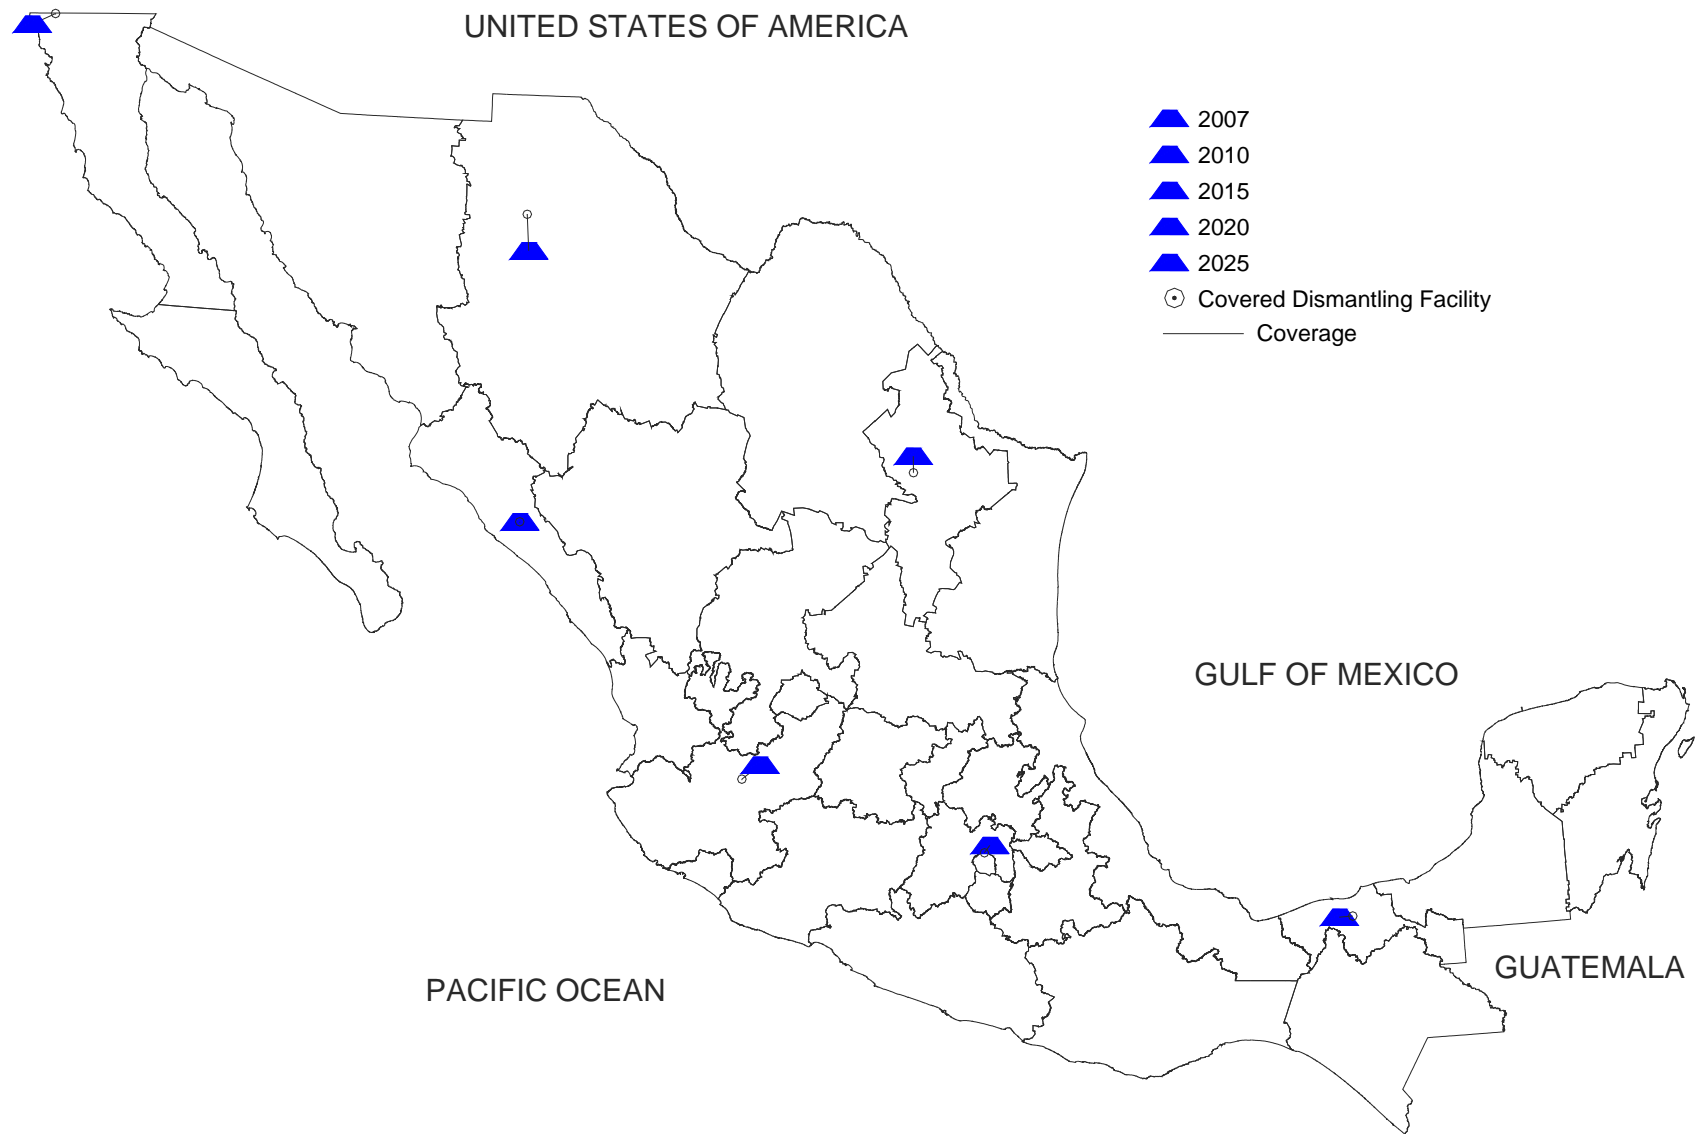 UNITED STATES OF AMERICA
2007
2010
2015
2020
2025
Covered Dismantling Facility
Coverage
GULF OF MEXICO
GUATEMALA
PACIFIC OCEAN